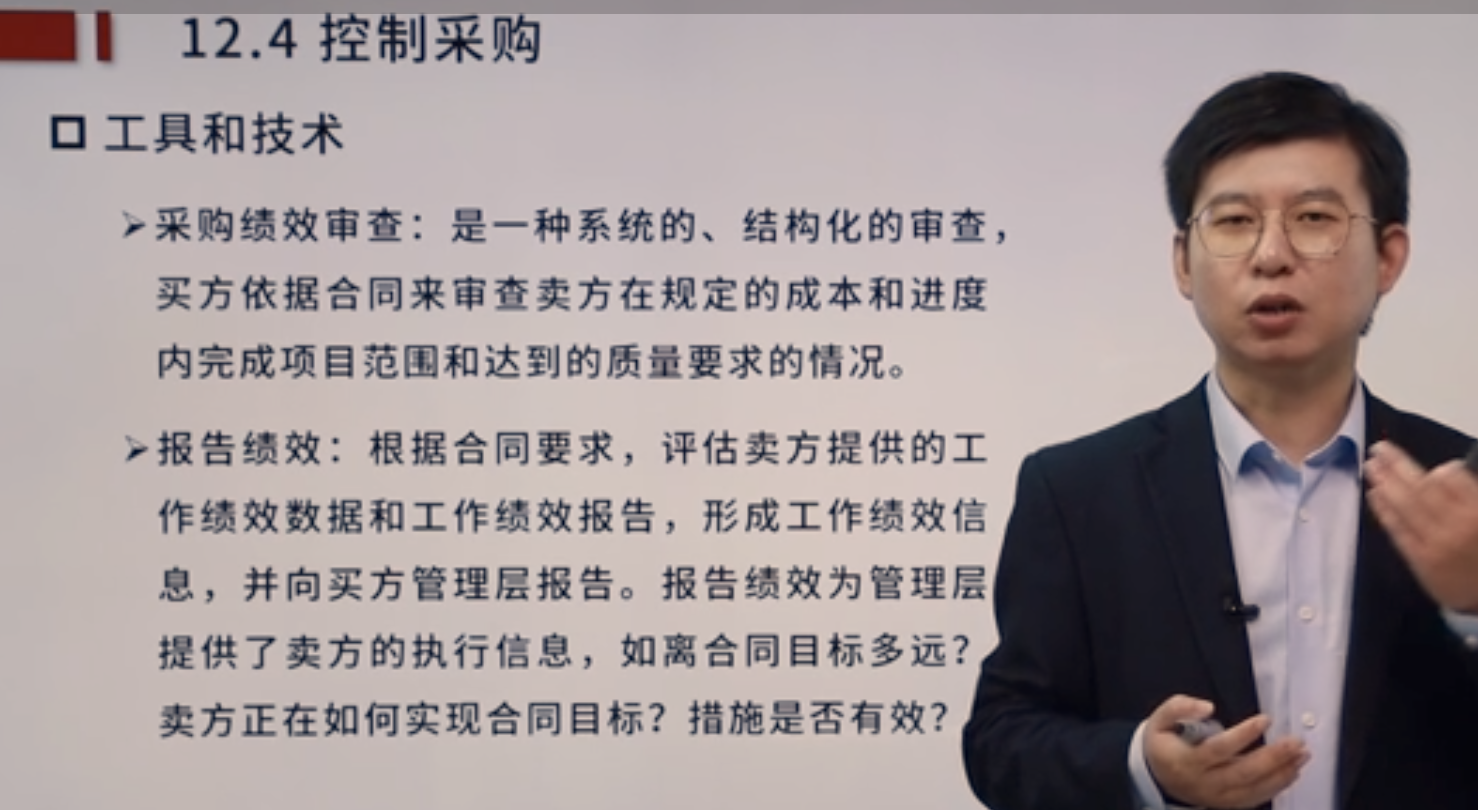 12.4 控制采购
工具和技术
采购绩效审查：是一种系统的、结构化的审查，
买方依据合同来审查卖方在规定的成本和进度
内完成项目范围和达到的质量要求的情况。
报告绩效：根据合同要求，评估卖方提供的工
作绩效数据和工作绩效报告，形成工作绩效信
息，并向买方管理层报告。报告绩效为管理层
提供了卖方的执行信息，如离合同目标多远？
卖方正在如何实现合同目标？措施是否有效？